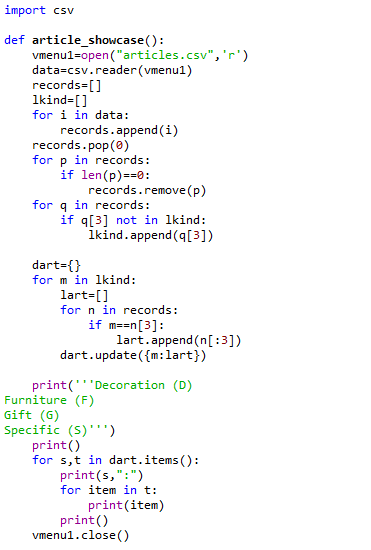 import csv

def article_showcase():
    vmenu1=open("articles.csv",'r')
    data=csv.reader(vmenu1)
    records=[]
    lkind=[]
    for i in data:
        records.append(i)
    records.pop(0)
    for p in records:
        if len(p)==0:
            records.remove(p)
    for q in records:
        if q[3] not in lkind:
            lkind.append(q[3])

    dart={}
    for m in lkind:
        lart=[]
        for n in records:
            if m==n[3]:
                lart.append(n[:3])
        dart.update({m:lart})

    print('''Decoration (D)
Furniture (F)
Gift (G)
Specific (S)''')
    print()
    for s,t in dart.items():
        print(s,":")
        for item in t:
            print(item)
        print()
    vmenu1.close()